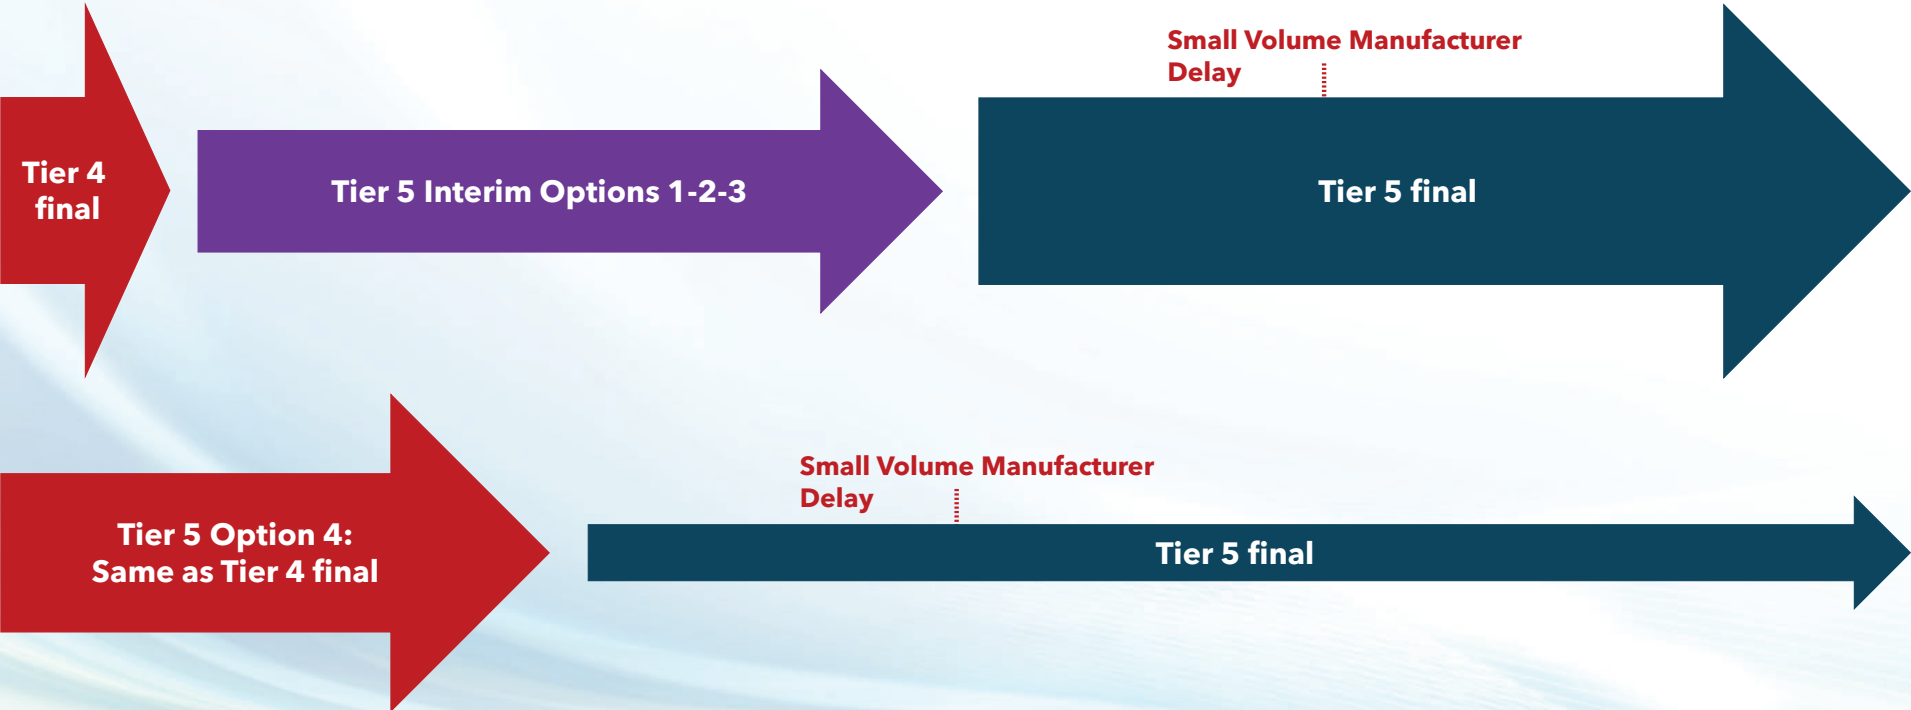 Small Volume Manufacturer
Delay
Tier 4
final
Tier 5 Interim Options 1-2-3
Tier 5 final
Small Volume Manufacturer
Delay
Tier 5 Option 4:
Same as Tier 4 final
Tier 5 final